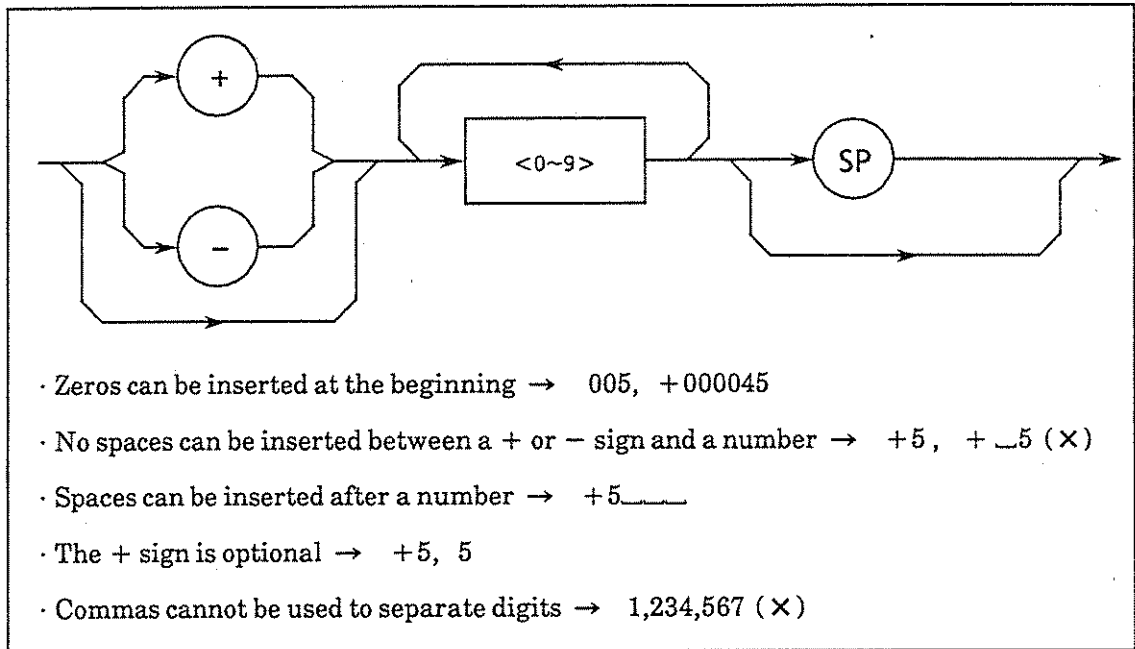 +
<0~9>
SP
−
· Zeros can be inserted at the beginning → 005, +000045
· No spaces can be inserted between a + or − sign and a number → +5, + ⎵5 (×)
· Spaces can be inserted after a number → +5⎵⎵⎵
· The + sign is optional → +5, 5
· Commas cannot be used to separate digits → 1,234,567 (×)